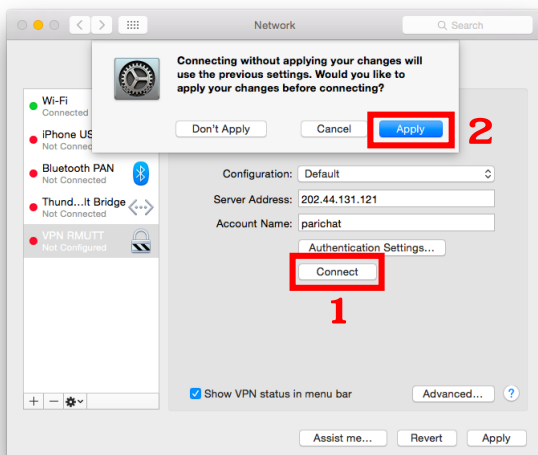 Network
Search
Connecting without applying your changes will
use the previous settings. Would you like to
apply your changes before connecting?
Don't Apply
Cancel
Apply
2
Wi-Fi
Connected
iPhone US
Not Connec
Bluetooth PAN
Not Connected
Thund...lt Bridge
Not Connected
VPN RMUTT
Not Configured
Configuration: Default
Server Address: 202.44.131.121
Account Name: parichat
Authentication Settings...
Connect
1
Show VPN status in menu bar
Advanced...
?
Assist me...
Revert
Apply